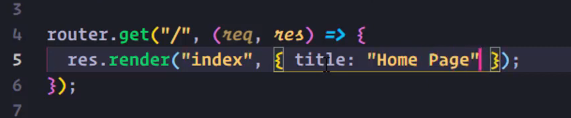 3
4 router.get("/", (req, res) => {
5 res.render("index", { title: "Home Page" });
6 });
7